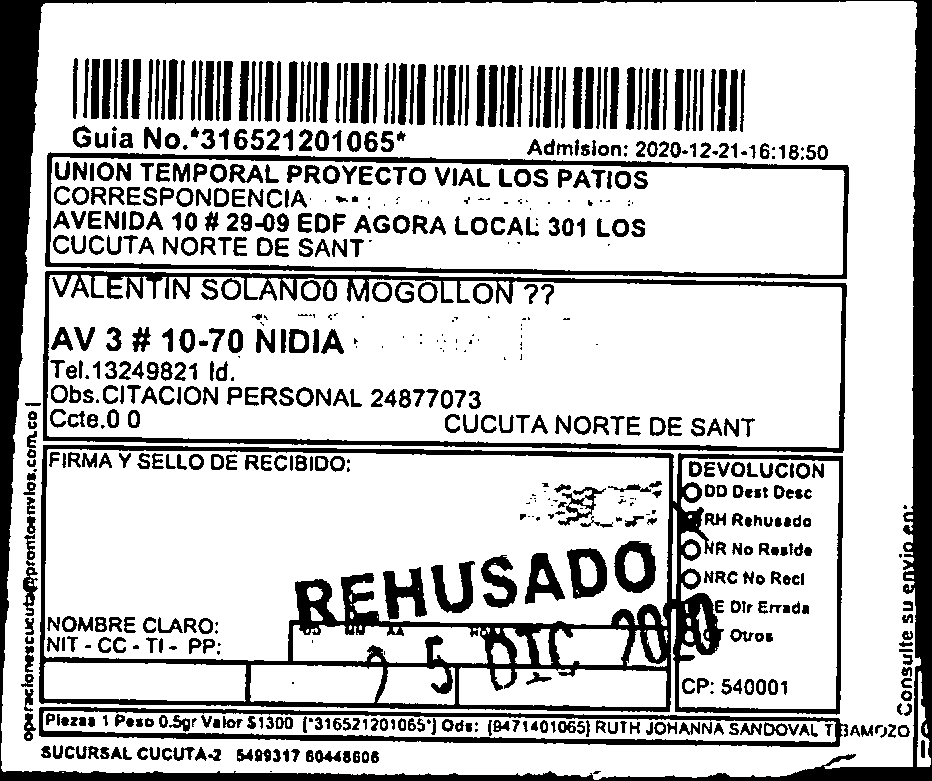 Guia No.*316521201065*
Admision: 2020-12-21-16:18:50
UNION TEMPORAL PROYECTO VIAL LOS PATIOS
CORRESPONDENCIA
AVENIDA 10 # 29-09 EDF AGORA LOCAL 301 LOS
CUCUTA NORTE DE SANT
VALENTIN SOLANO0 MOGOLLON ??
AV 3 # 10-70 NIDIA
Tel.13249821 Id.
Obs.CITACION PERSONAL 24877073
Ccte.0 0
CUCUTA NORTE DE SANT
FIRMA Y SELLO DE RECIBIDO:
REHUSADO
NOMBRE CLARO:
NIT - CC - TI - PP:
DD MM AA
25 DIC 2020
DEVOLUCION
DD Dest Desc
RH Rehusado
NR No Reside
NRC No Recl
E Dir Errada
Otros
CP: 540001
Piezas 1 Peso 0.5gr Valor $1300 [*316521201065*] Ods: (8471401065) RUTH JOHANNA SANDOVAL
SUCURSAL CUCUTA-2 5499317 60448606
operacionescucuta@prontoenvios.com.co |
Consulte su envio en: